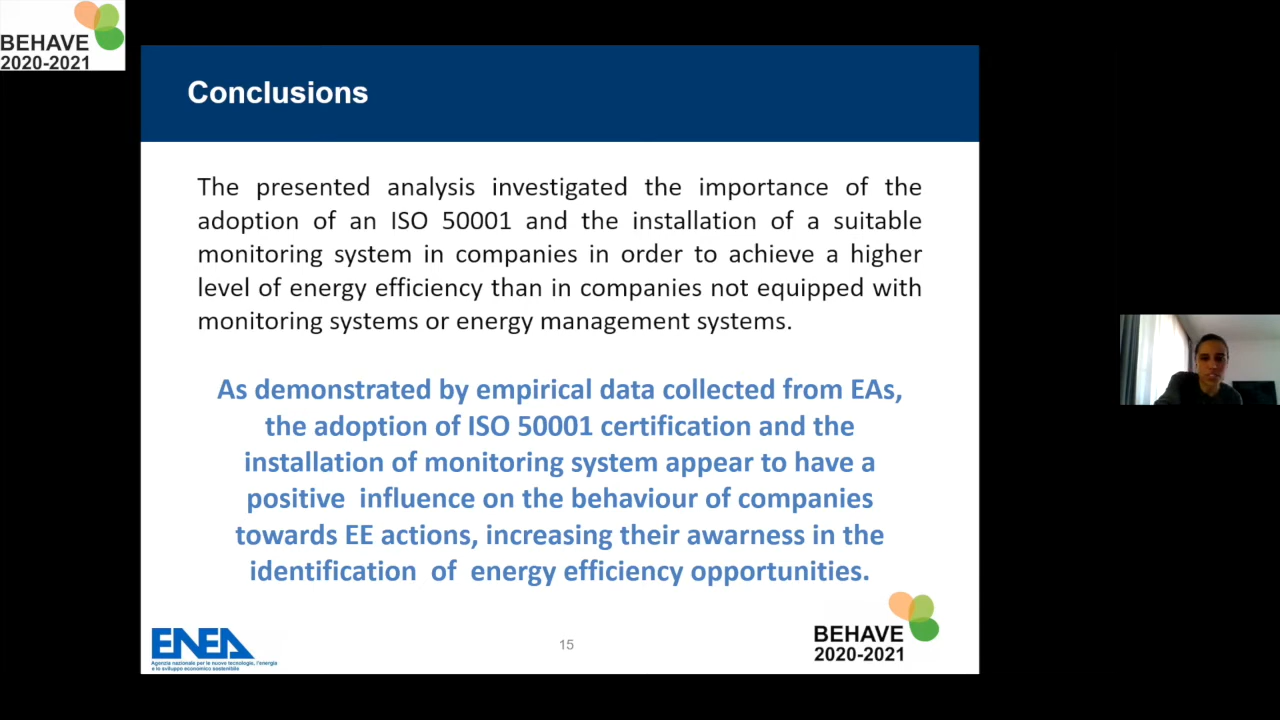 BEHAVE
2020-2021
Conclusions
The presented analysis investigated the importance of the
adoption of an ISO 50001 and the installation of a suitable
monitoring system in companies in order to achieve a higher
level of energy efficiency than in companies not equipped with
monitoring systems or energy management systems.
As demonstrated by empirical data collected from EAs,
the adoption of ISO 50001 certification and the
installation of monitoring system appear to have a
positive influence on the behaviour of companies
towards EE actions, increasing their awarness in the
identification of energy efficiency opportunities.
ENEA
Agenzia nazionale per le nuove tecnologie, l'energia
e lo sviluppo economico sostenibile
15
BEHAVE
2020-2021